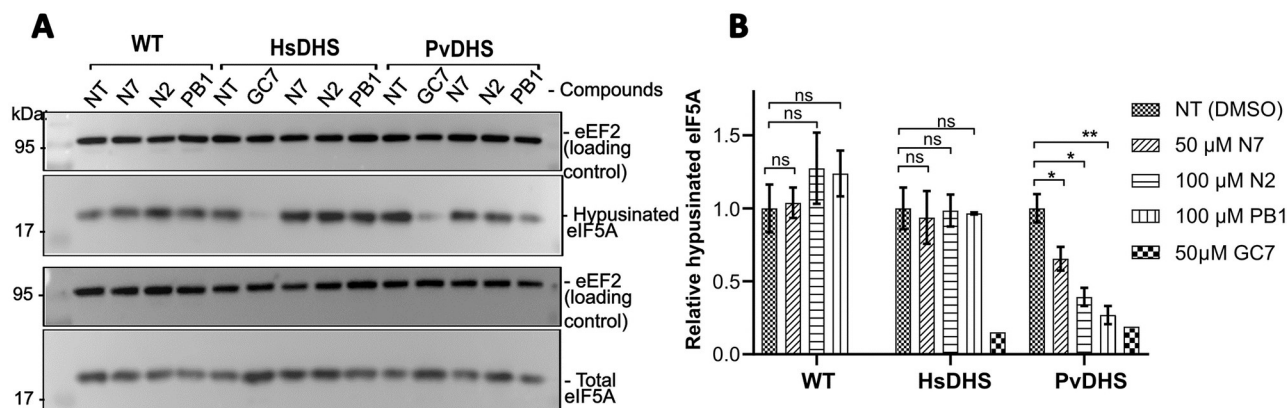 A
WT HsDHS PvDHS
NT N7 N2 PB1 NT GC7 N7 N2 PB1 NT GC7 N7 N2 PB1 - Compounds
kDa:
95 -
- eEF2
(loading
control)
17 -
- Hypusinated
eIF5A
95 -
- eEF2
(loading
control)
17 -
- Total
eIF5A
B
Relative hypusinated eIF5A
1.5
1.0
0.5
0.0
ns
ns
ns
ns
ns
ns
**
*
*
WT HsDHS PvDHS
NT (DMSO)
50 µM N7
100 µM N2
100 µM PB1
50µM GC7